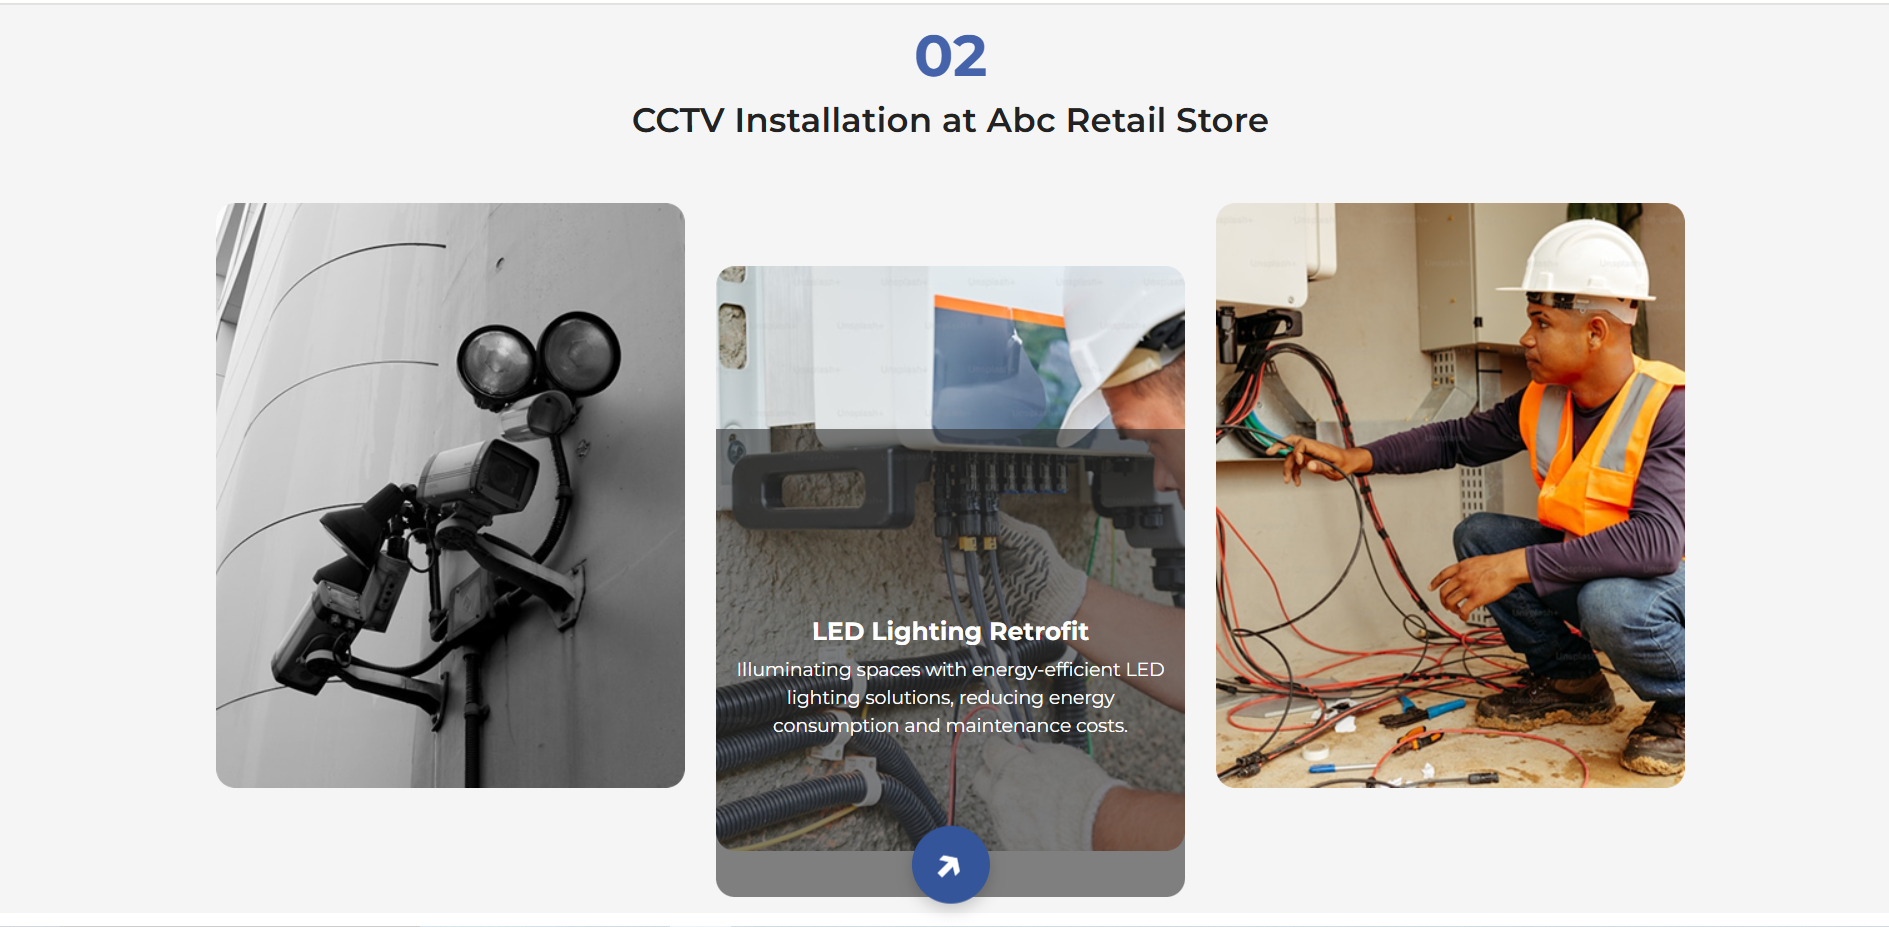 02
CCTV Installation at Abc Retail Store
LED Lighting Retrofit
Illuminating spaces with energy-efficient LED
lighting solutions, reducing energy
consumption and maintenance costs.